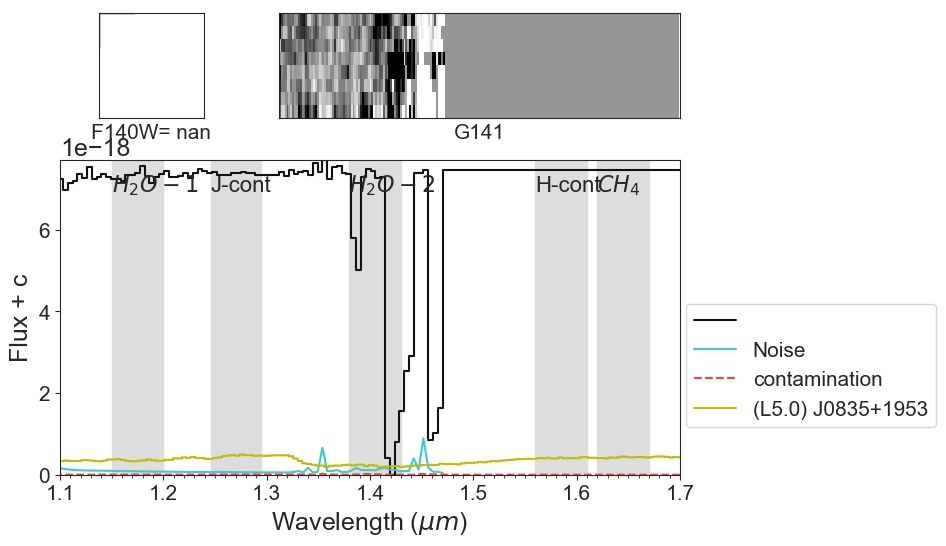 F140W= nan
G141
1e−18
H₂O − 1 J-cont H₂O − 2 H-cont CH₄
6
4
2
0
Flux + c
1.1 1.2 1.3 1.4 1.5 1.6 1.7
Wavelength (μm)
Noise
contamination
(L5.0) J0835+1953